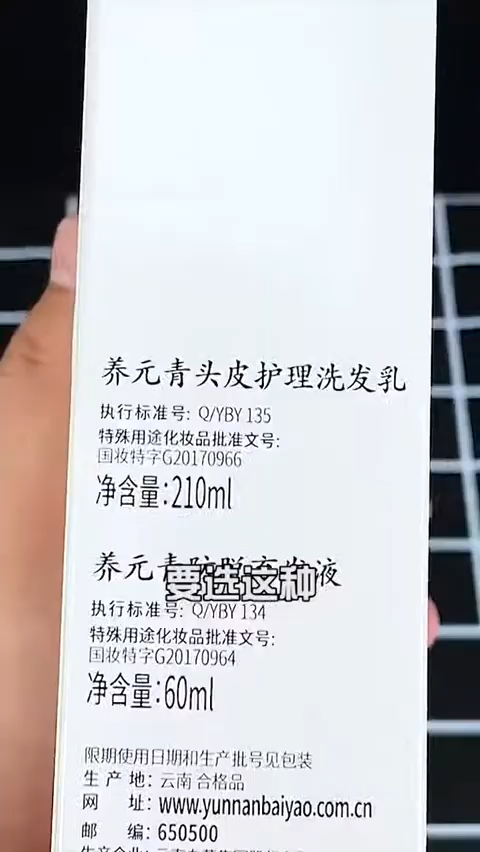 养元青头皮护理洗发乳
执行标准号: Q/YBY 135
特殊用途化妆品批准文号:
国妆特字G20170966
净含量:210ml
养元青
液
要选这种
执行标准号: Q/YBY 134
特殊用途化妆品批准文号:
国妆特字G20170964
净含量:60ml
限期使用日期和生产批号见包装
生 产 地: 云南 合格品
网 址: www.yunnanbaiyao.com.cn
邮 编: 650500